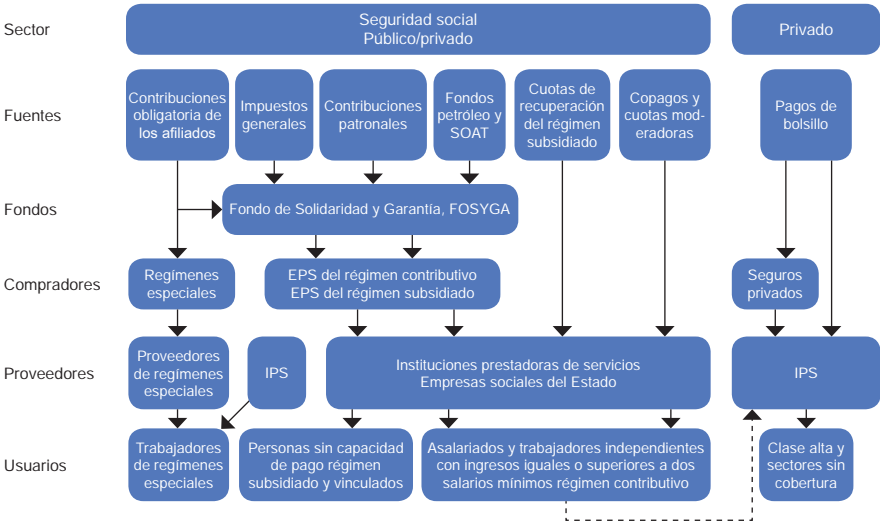 Sector
Seguridad social
Público/privado
Privado
Fuentes
Contribuciones
obligatoria de
los afiliados
Impuestos
generales
Contribuciones
patronales
Fondos
petróleo y
SOAT
Cuotas de
recuperación
del régimen
subsidiado
Copagos y
cuotas mod-
eradoras
Pagos de
bolsillo
Fondos
Fondo de Solidaridad y Garantía, FOSYGA
Compradores
Regímenes
especiales
EPS del régimen contributivo
EPS del régimen subsidiado
Seguros
privados
Proveedores
Proveedores
de regímenes
especiales
IPS
Instituciones prestadoras de servicios
Empresas sociales del Estado
IPS
Usuarios
Trabajadores
de regímenes
especiales
Personas sin capacidad
de pago régimen
subsidiado y vinculados
Asalariados y trabajadores independientes
con ingresos iguales o superiores a dos
salarios mínimos régimen contributivo
Clase alta y
sectores sin
cobertura